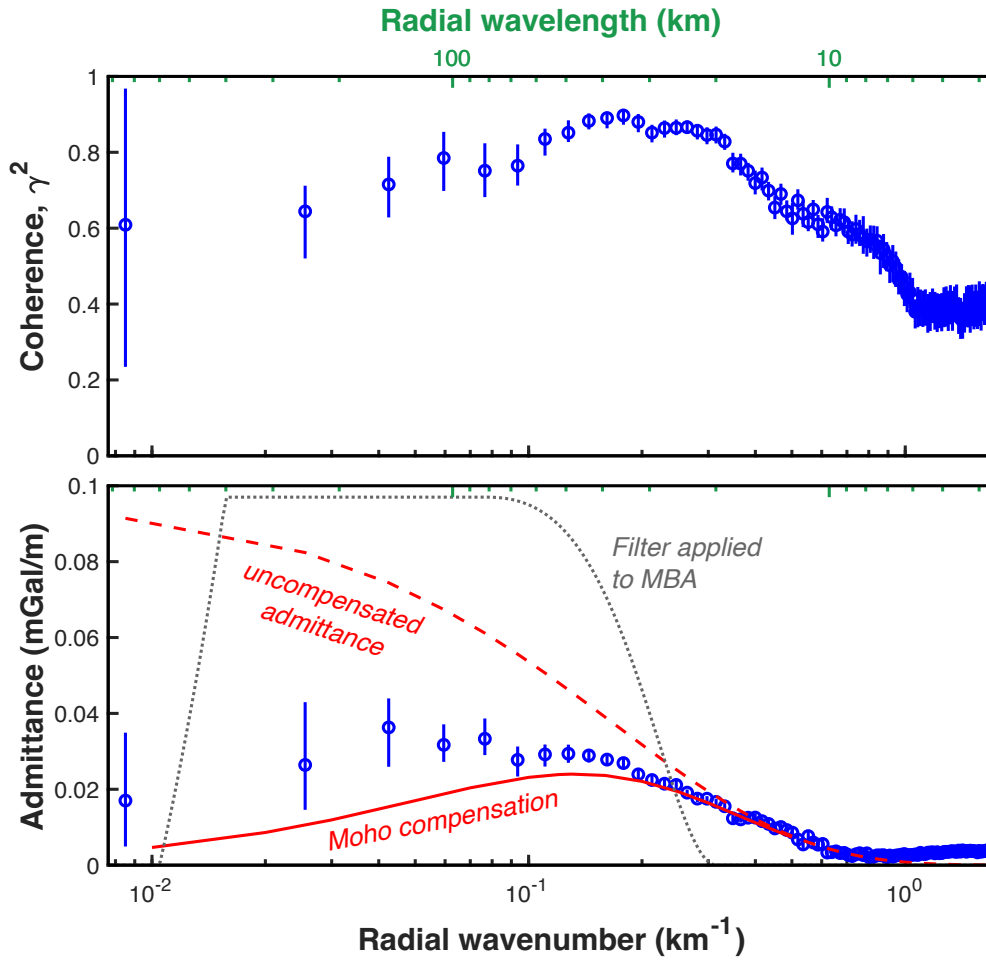 Radial wavelength (km)
100 10
1
0.8
0.6
0.4
0.2
0
Coherence, γ²
0.1
0.08
0.06
0.04
0.02
0
Admittance (mGal/m)
uncompensated
admittance
Filter applied
to MBA
Moho compensation
10⁻² 10⁻¹ 10⁰
Radial wavenumber (km⁻¹)